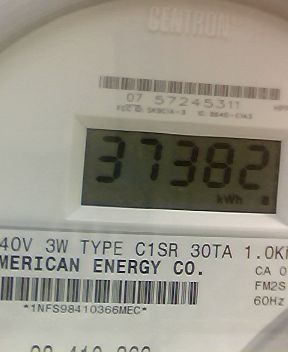 CENTRON
07 57245311
37382
kWh
40V 3W TYPE C1SR 30TA 1.0K
MERICAN ENERGY CO.
CA 0
FM2S
60Hz
*1NFS98410366MEC*